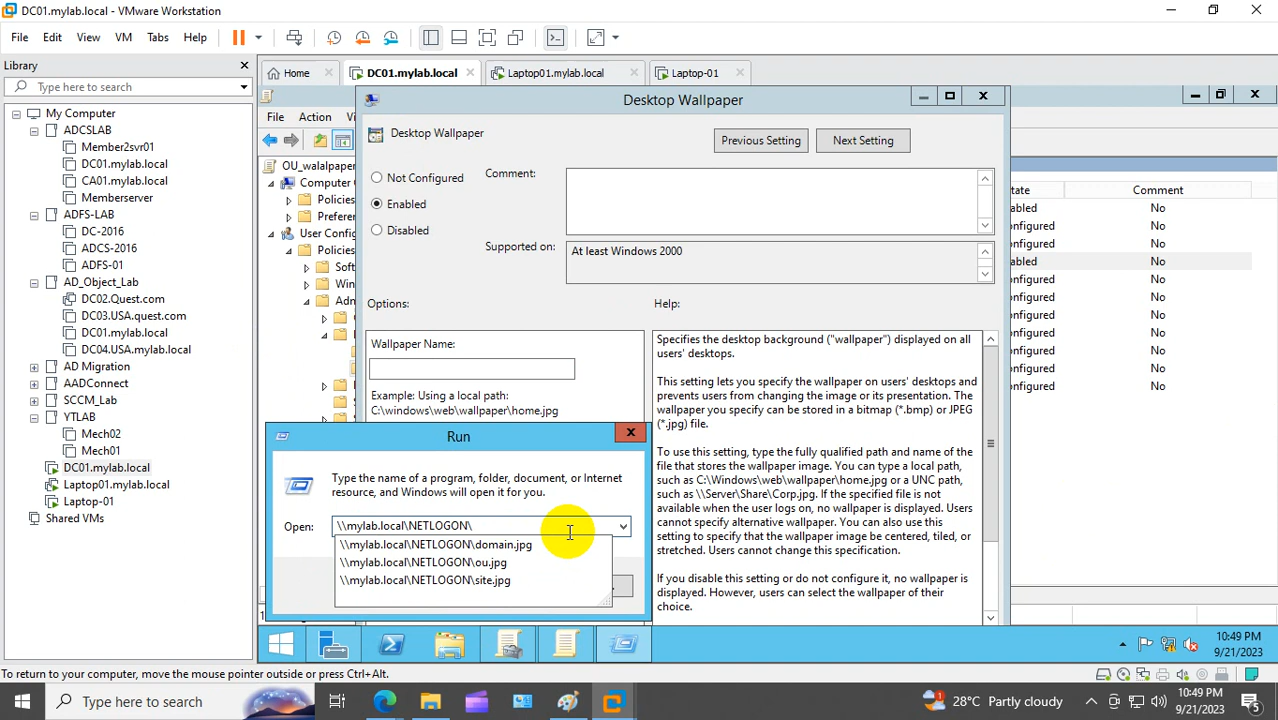 DC01.mylab.local - VMware Workstation
File Edit View VM Tabs Help
Library
Type here to search
Home
DC01.mylab.local
Laptop01.mylab.local
Laptop-01
My Computer
ADCSLAB
Member2svr01
DC01.mylab.local
CA01.mylab.local
Memberserver
ADFS-LAB
DC-2016
ADCS-2016
ADFS-01
AD_Object_Lab
DC02.Quest.com
DC03.USA.quest.com
DC01.mylab.local
DC04.USA.mylab.local
AD Migration
AADConnect
SCCM_Lab
YTLAB
Mech02
Mech01
DC01.mylab.local
Laptop01.mylab.local
Laptop-01
Shared VMs
File Action Vi
OU_walalpaper
Computer C
Policies
Prefere
User Config
Policies
Soft
Win
Adn
Desktop Wallpaper
Desktop Wallpaper
Previous Setting
Next Setting
Not Configured
Enabled
Disabled
Comment:
Supported on:
At least Windows 2000
Options:
Help:
Wallpaper Name:
Example: Using a local path:
C:\windows\web\wallpaper\home.jpg
Specifies the desktop background ("wallpaper") displayed on all
users' desktops.
This setting lets you specify the wallpaper on users' desktops and
prevents users from changing the image or its presentation. The
wallpaper you specify can be stored in a bitmap (*.bmp) or JPEG
(*.jpg) file.
To use this setting, type the fully qualified path and name of the
file that stores the wallpaper image. You can type a local path,
such as C:\Windows\web\wallpaper\home.jpg or a UNC path,
such as \\Server\Share\Corp.jpg. If the specified file is not
available when the user logs on, no wallpaper is displayed. Users
cannot specify alternative wallpaper. You can also use this
setting to specify that the wallpaper image be centered, tiled, or
stretched. Users cannot change this specification.
If you disable this setting or do not configure it, no wallpaper is
displayed. However, users can select the wallpaper of their
choice.
tate Comment
abled No
onfigured No
onfigured No
abled No
onfigured No
onfigured No
onfigured No
onfigured No
onfigured No
onfigured No
onfigured No
Run
Type the name of a program, folder, document, or Internet
resource, and Windows will open it for you.
Open:
\\mylab.local\NETLOGON\
\\mylab.local\NETLOGON\domain.jpg
\\mylab.local\NETLOGON\ou.jpg
\\mylab.local\NETLOGON\site.jpg
10:49 PM
9/21/2023
To return to your computer, move the mouse pointer outside or press Ctrl+Alt.
Type here to search
28°C Partly cloudy
10:49 PM
9/21/2023